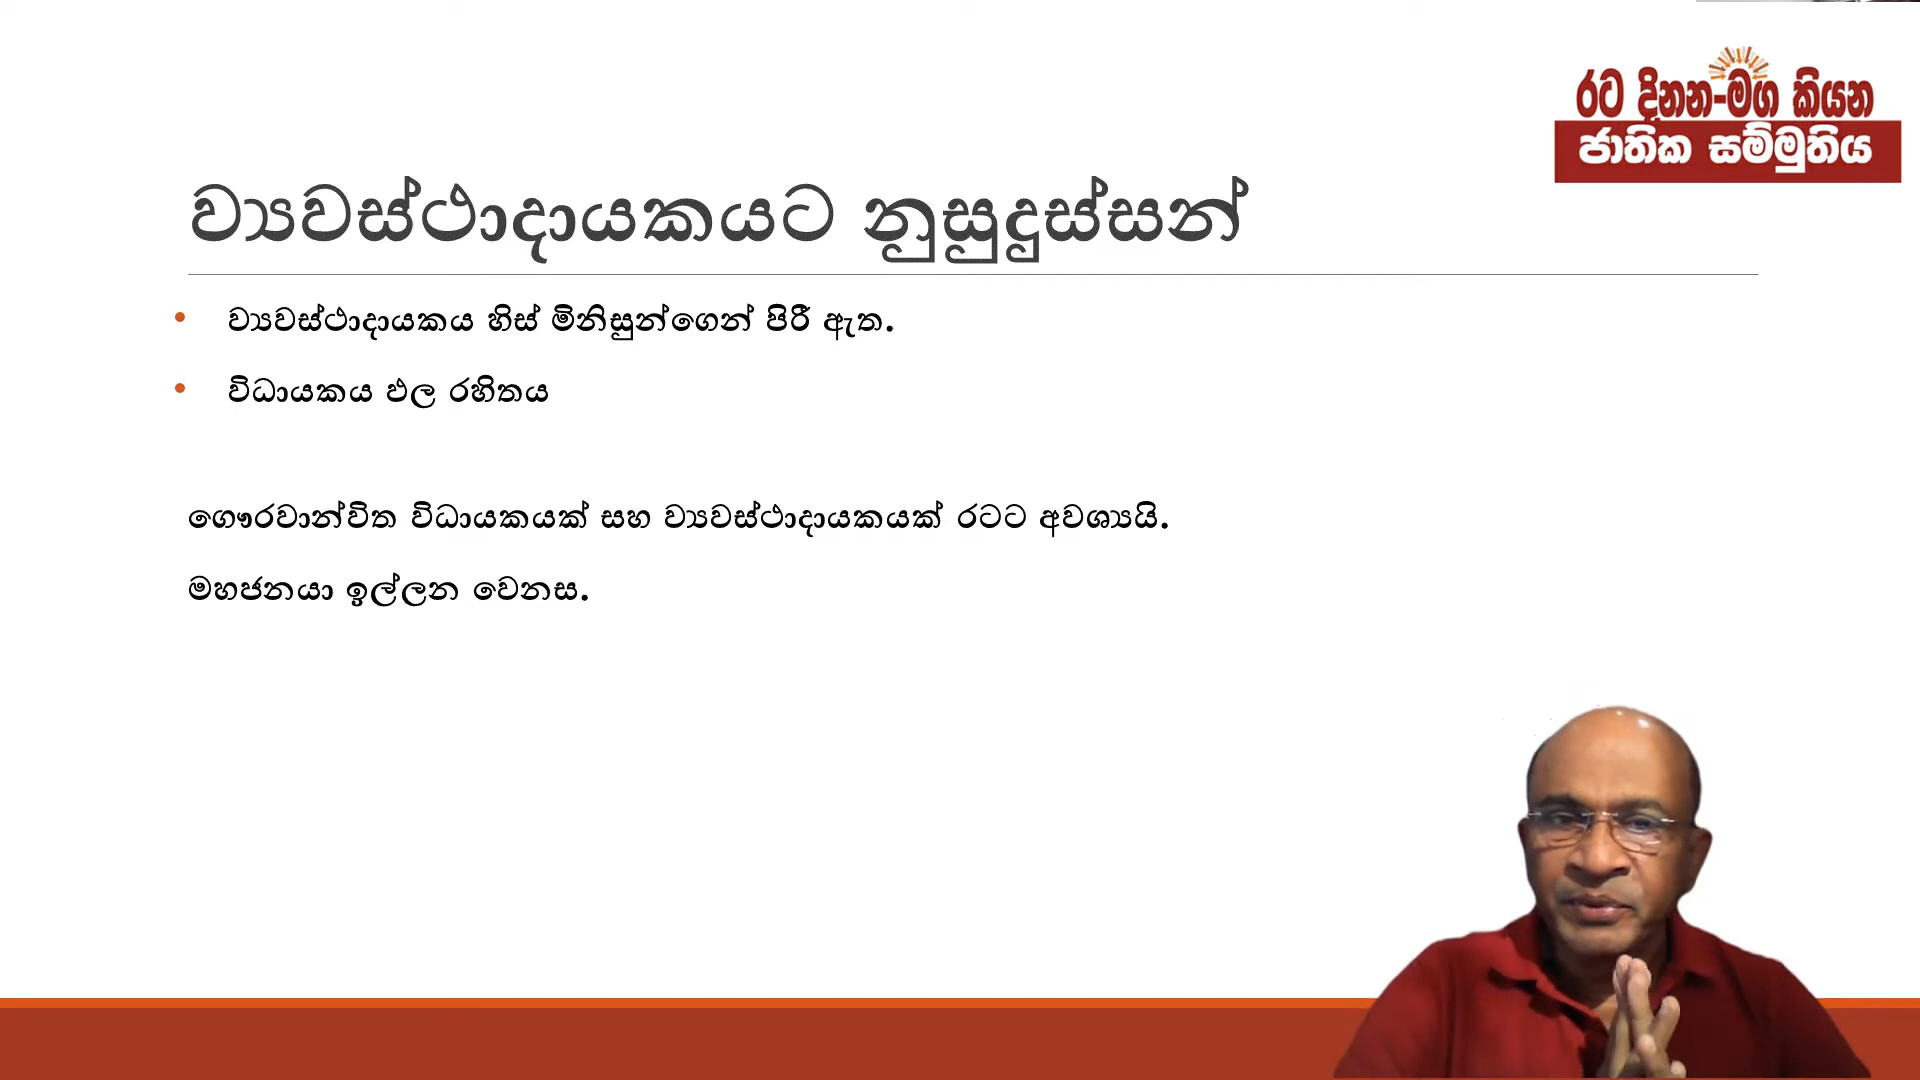 රට දිනන-මග කියන
ජාතික සම්මුතිය
ව්‍යවස්ථාදායකයට නුසුදුස්සන්
• ව්‍යවස්ථාදායකය හිස් මිනිසුන්ගෙන් පිරී ඇත.
• විධායකය ඵල රහිතය
ගෞරවාන්විත විධායකයක් සහ ව්‍යවස්ථාදායකයක් රටට අවශ්‍යයි.
මහජනයා ඉල්ලන වෙනස.